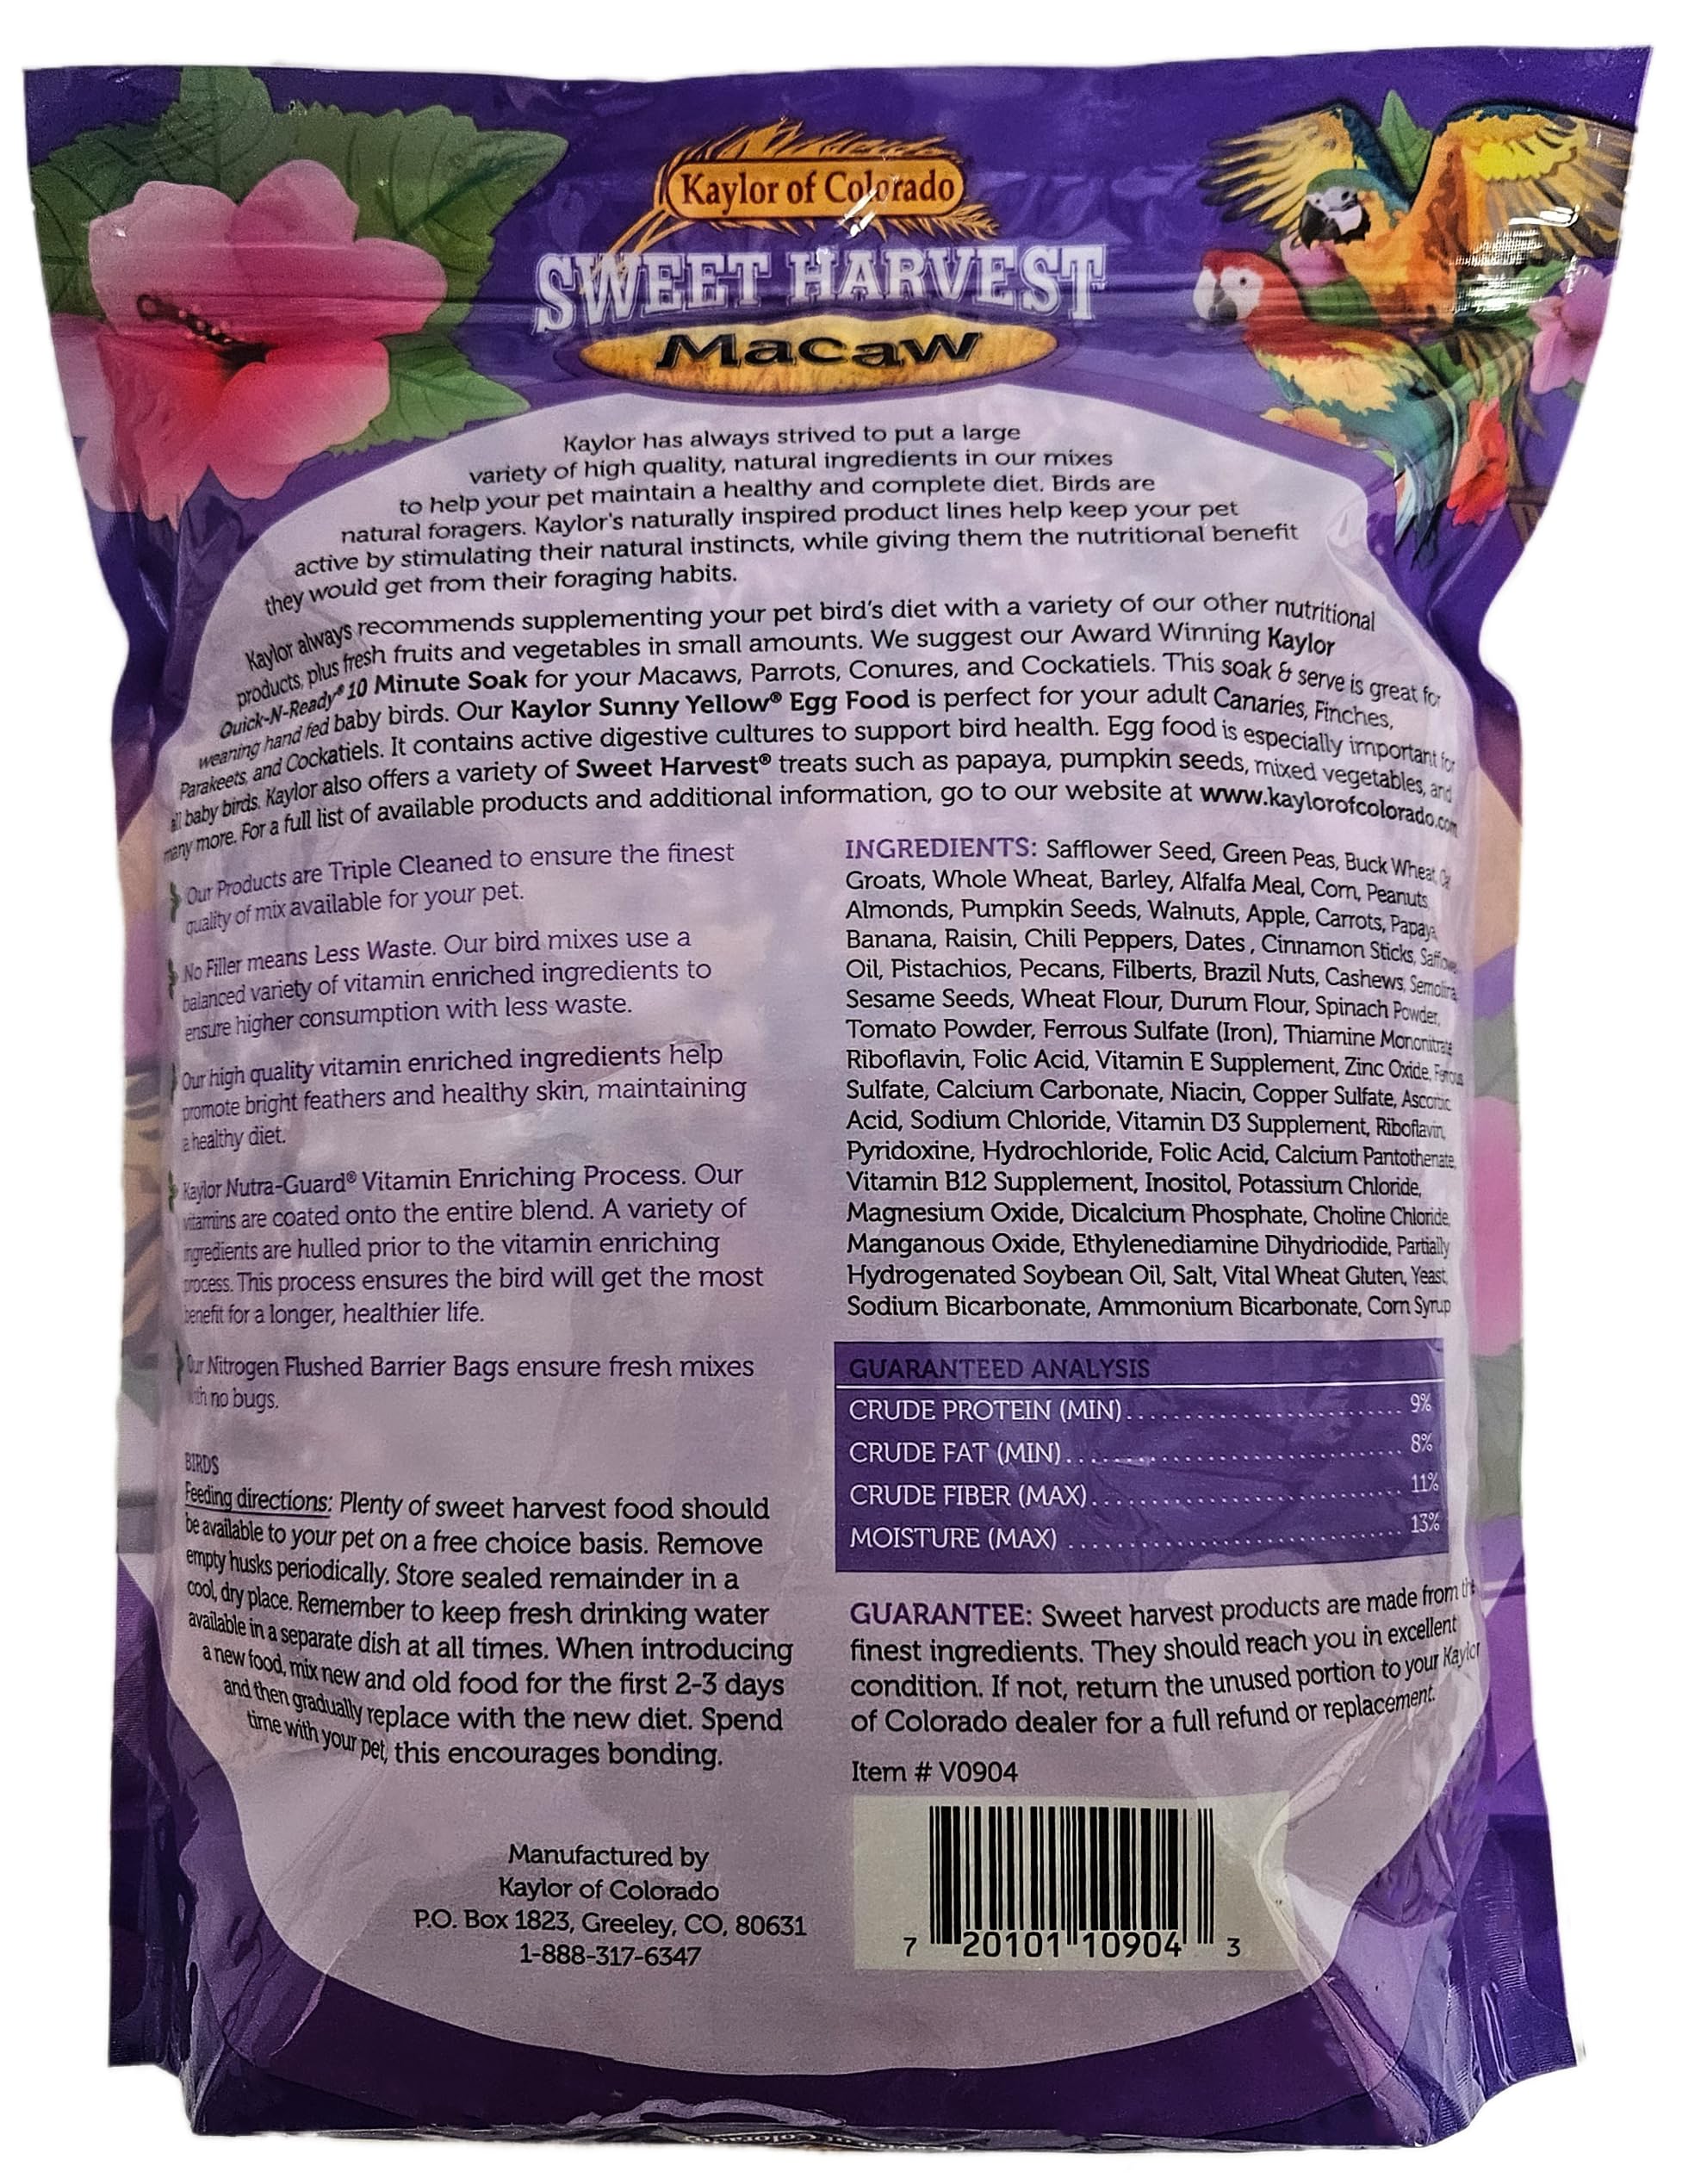 Kaylor of Colorado
SWEET HARVEST
Macaw
Kaylor has always strived to put a large
variety of high quality, natural ingredients in our mixes
to help your pet maintain a healthy and complete diet. Birds are
natural foragers. Kaylor's naturally inspired product lines help keep your pet
active by stimulating their natural instincts, while giving them the nutritional benefit
they would get from their foraging habits.
Kaylor always recommends supplementing your pet bird's diet with a variety of our other nutritional
products, plus fresh fruits and vegetables in small amounts. We suggest our Award Winning Kaylor
Quick-N-Ready® 10 Minute Soak for your Macaws, Parrots, Conures, and Cockatiels. This soak & serve is great for
weaning hand fed baby birds. Our Kaylor Sunny Yellow® Egg Food is perfect for your adult Canaries, Finches,
Parakeets, and Cockatiels. It contains active digestive cultures to support bird health. Egg food is especially important for
all baby birds. Kaylor also offers a variety of Sweet Harvest® treats such as papaya, pumpkin seeds, mixed vegetables, and
many more. For a full list of available products and additional information, go to our website at www.kaylorofcolorado.com
Our Products are Triple Cleaned to ensure the finest
quality of mix available for your pet.
No Filler means Less Waste. Our bird mixes use a
balanced variety of vitamin enriched ingredients to
ensure higher consumption with less waste.
Our high quality vitamin enriched ingredients help
promote bright feathers and healthy skin, maintaining
a healthy diet.
Kaylor Nutra-Guard® Vitamin Enriching Process. Our
vitamins are coated onto the entire blend. A variety of
ingredients are hulled prior to the vitamin enriching
process. This process ensures the bird will get the most
benefit for a longer, healthier life.
Our Nitrogen Flushed Barrier Bags ensure fresh mixes
with no bugs.
BIRDS
Feeding directions: Plenty of sweet harvest food should
be available to your pet on a free choice basis. Remove
empty husks periodically. Store sealed remainder in a
cool, dry place. Remember to keep fresh drinking water
available in a separate dish at all times. When introducing
a new food, mix new and old food for the first 2-3 days
and then gradually replace with the new diet. Spend
time with your pet, this encourages bonding.
Manufactured by
Kaylor of Colorado
P.O. Box 1823, Greeley, CO, 80631
1-888-317-6347
INGREDIENTS: Safflower Seed, Green Peas, Buck Wheat, Oat
Groats, Whole Wheat, Barley, Alfalfa Meal, Corn, Peanuts,
Almonds, Pumpkin Seeds, Walnuts, Apple, Carrots, Papaya,
Banana, Raisin, Chili Peppers, Dates , Cinnamon Sticks, Safflower
Oil, Pistachios, Pecans, Filberts, Brazil Nuts, Cashews, Semolina,
Sesame Seeds, Wheat Flour, Durum Flour, Spinach Powder,
Tomato Powder, Ferrous Sulfate (Iron), Thiamine Mononitrate
Riboflavin, Folic Acid, Vitamin E Supplement, Zinc Oxide, Ferrous
Sulfate, Calcium Carbonate, Niacin, Copper Sulfate, Ascorbic
Acid, Sodium Chloride, Vitamin D3 Supplement, Riboflavin,
Pyridoxine, Hydrochloride, Folic Acid, Calcium Pantothenate,
Vitamin B12 Supplement, Inositol, Potassium Chloride,
Magnesium Oxide, Dicalcium Phosphate, Choline Chloride,
Manganous Oxide, Ethylenediamine Dihydriodide, Partially
Hydrogenated Soybean Oil, Salt, Vital Wheat Gluten, Yeast,
Sodium Bicarbonate, Ammonium Bicarbonate, Corn Syrup
GUARANTEED ANALYSIS
CRUDE PROTEIN (MIN) 9%
CRUDE FAT (MIN) 8%
CRUDE FIBER (MAX) 11%
MOISTURE (MAX) 13%
GUARANTEE: Sweet harvest products are made from the
finest ingredients. They should reach you in excellent
condition. If not, return the unused portion to your Kaylor
of Colorado dealer for a full refund or replacement.
Item # V0904
7 20101 10904 3